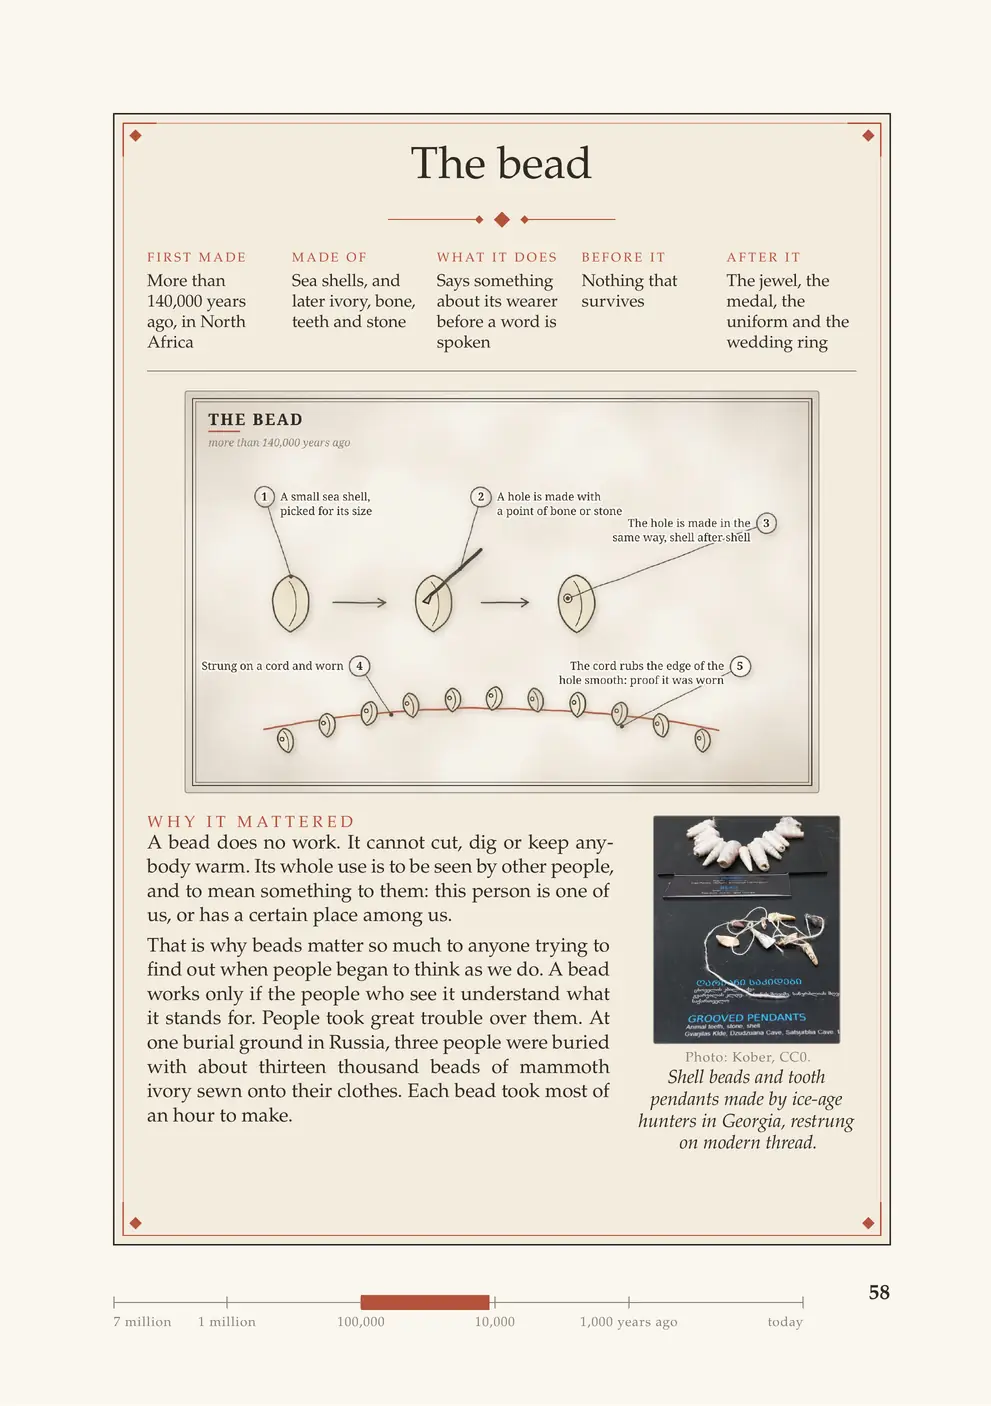 The bead
FIRST MADE
More than
140,000 years
ago, in North
Africa
MADE OF
Sea shells, and
later ivory, bone,
teeth and stone
WHAT IT DOES
Says something
about its wearer
before a word is
spoken
BEFORE IT
Nothing that
survives
AFTER IT
The jewel, the
medal, the
uniform and the
wedding ring
THE BEAD
more than 140,000 years ago
1 A small sea shell,
picked for its size
2 A hole is made with
a point of bone or stone
The hole is made in the 3
same way, shell after shell
Strung on a cord and worn 4
The cord rubs the edge of the 5
hole smooth: proof it was worn
WHY IT MATTERED
A bead does no work. It cannot cut, dig or keep any-
body warm. Its whole use is to be seen by other people,
and to mean something to them: this person is one of
us, or has a certain place among us.
That is why beads matter so much to anyone trying to
find out when people began to think as we do. A bead
works only if the people who see it understand what
it stands for. People took great trouble over them. At
one burial ground in Russia, three people were buried
with about thirteen thousand beads of mammoth
ivory sewn onto their clothes. Each bead took most of
an hour to make.
GROOVED PENDANTS
Animal teeth, stone, shell
Gvarjilas Klde, Dzudzuana Cave, Satsurblia Cave.
Photo: Kober, CC0.
Shell beads and tooth
pendants made by ice-age
hunters in Georgia, restrung
on modern thread.
58
7 million 1 million 100,000 10,000 1,000 years ago today